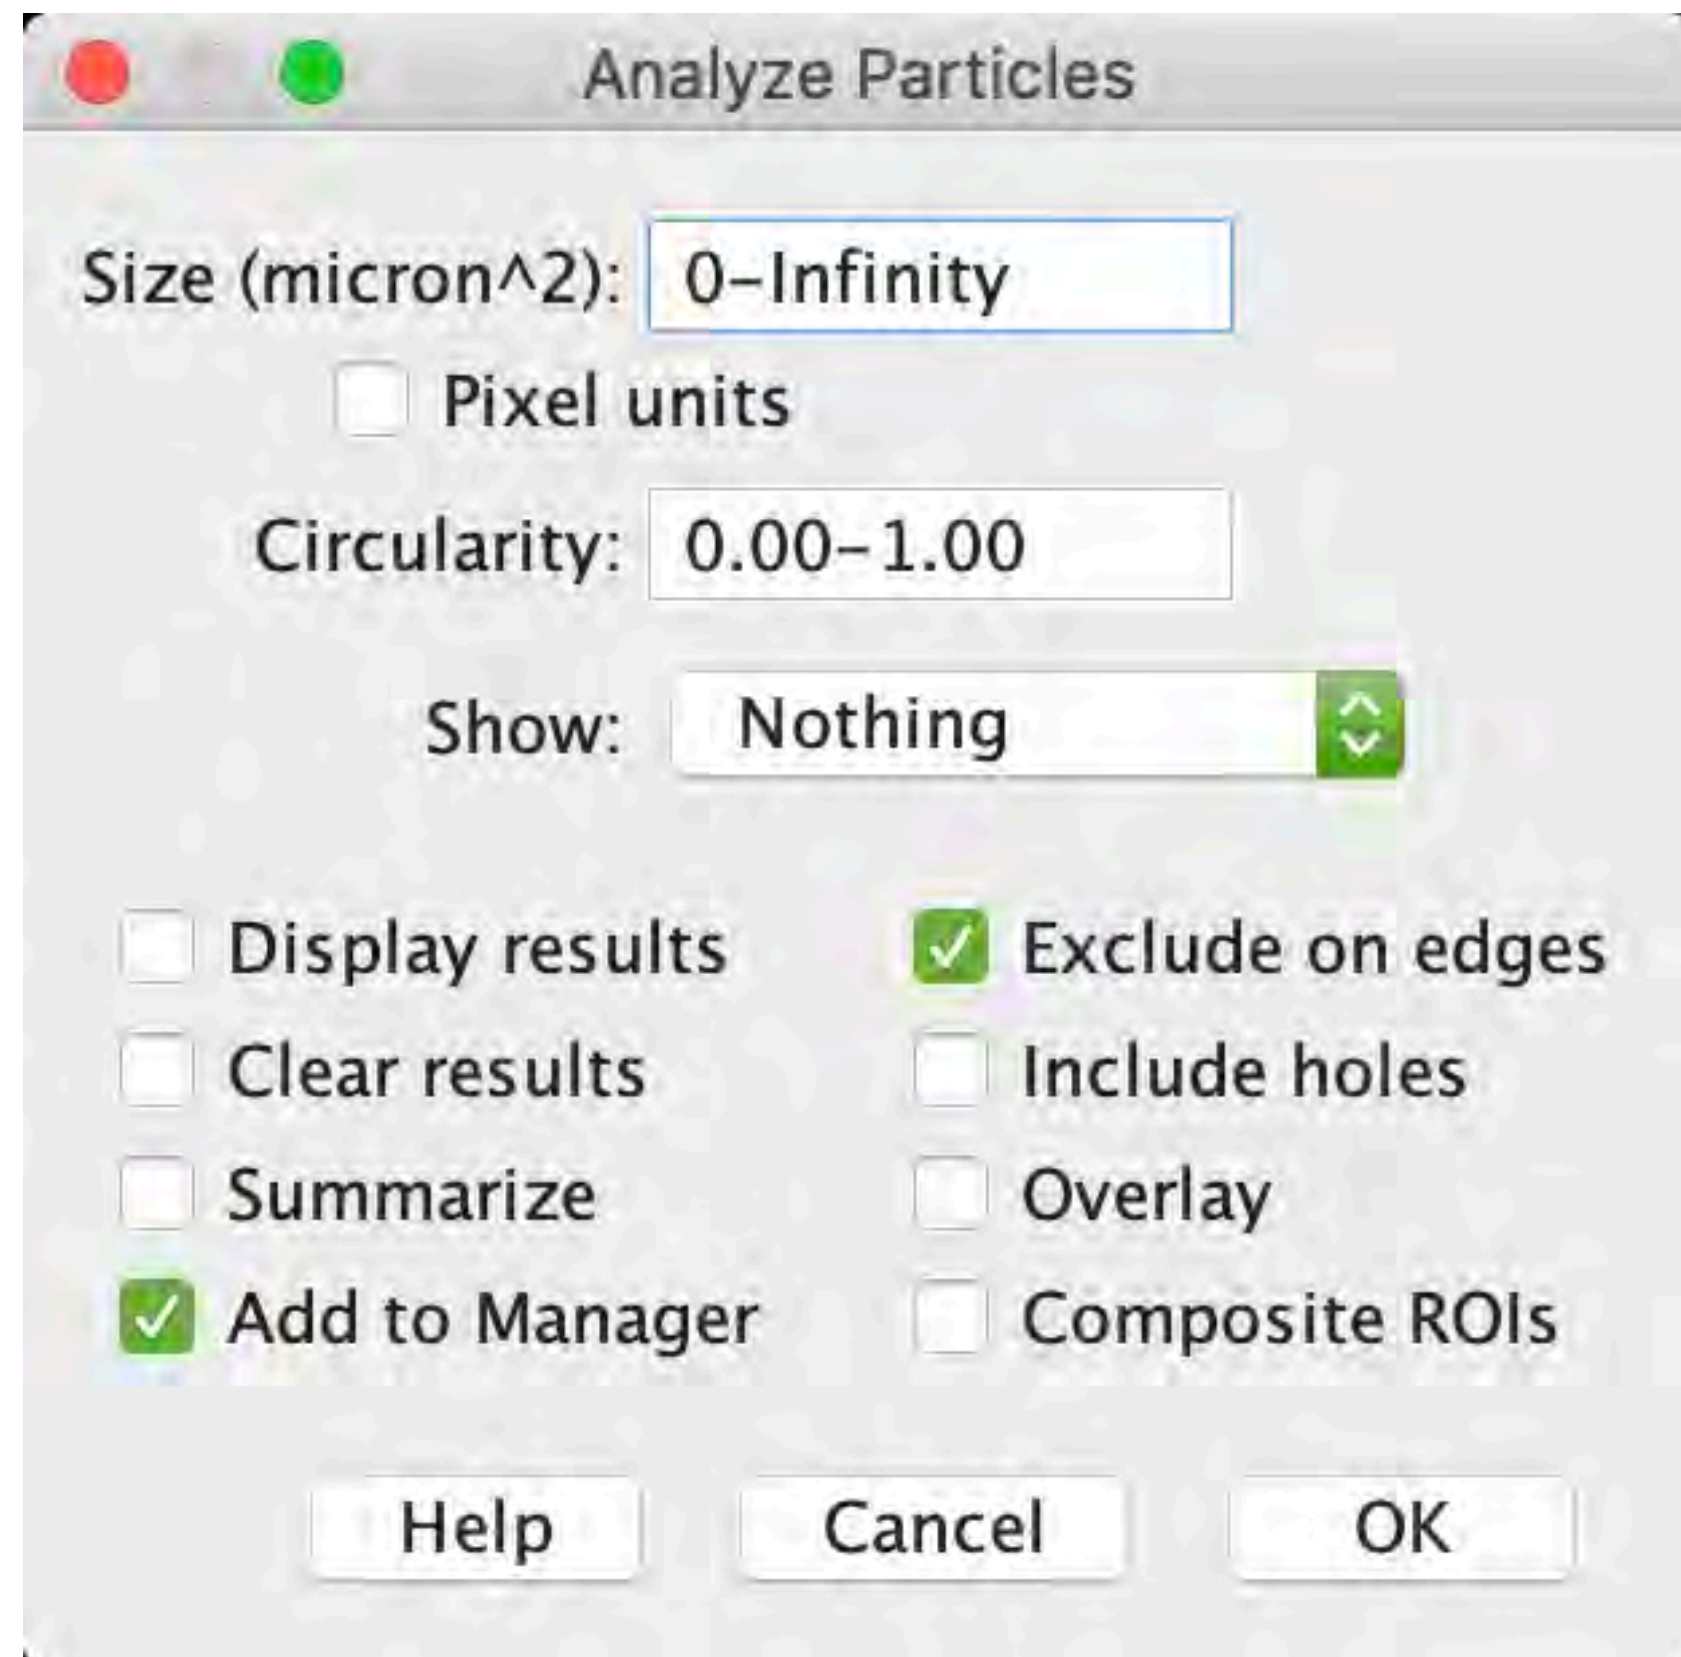 Analyze Particles
Size (micron^2): 0-Infinity
Pixel units
Circularity: 0.00-1.00
Show: Nothing
Display results Exclude on edges
Clear results Include holes
Summarize Overlay
Add to Manager Composite ROIs
Help Cancel OK